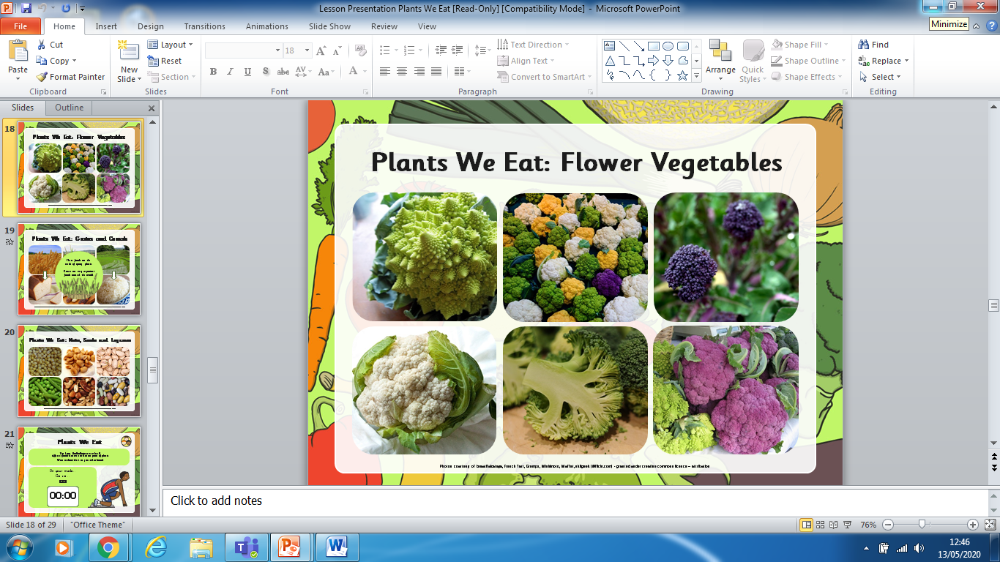 Lesson Presentation Plants We Eat [Read-Only] [Compatibility Mode] - Microsoft PowerPoint
Minimize
File Home Insert Design Transitions Animations Slide Show Review View
Paste
Cut
Copy
Format Painter
Clipboard
New Slide
Layout
Reset
Section
Slides
18
B I U S abc AV Aa A
Font
Text Direction
Align Text
Convert to SmartArt
Paragraph
Arrange
Quick Styles
Shape Fill
Shape Outline
Shape Effects
Drawing
Find
Replace
Select
Editing
Slides Outline
18
Plants We Eat: Flower Vegetables
19
Plants We Eat: Grains and Cereals
20
Plants We Eat: Nuts, Seeds and Legumes
21
Plants We Eat
00:00
Plants We Eat: Flower Vegetables
Click to add notes
Slide 18 of 29 "Office Theme" 76%
12:46
13/05/2020